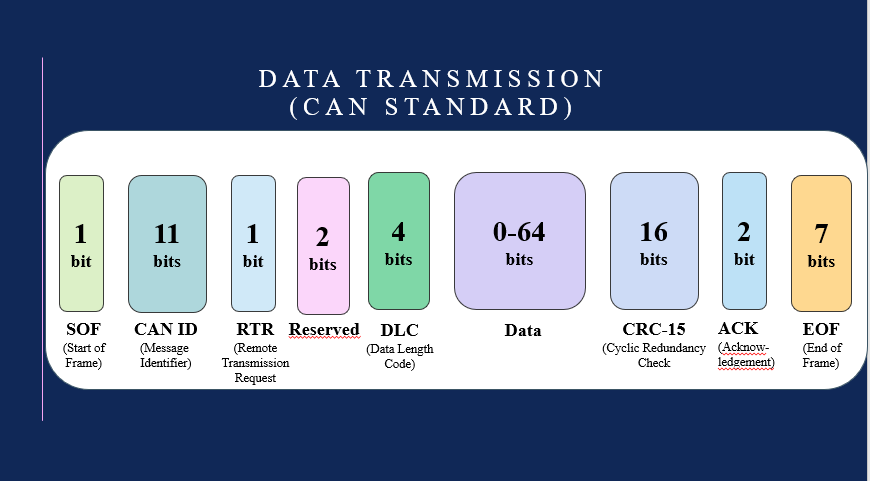 DATA TRANSMISSION
(CAN STANDARD)
1
bit
SOF
(Start of
Frame)
11
bits
CAN ID
(Message
Identifier)
1
bit
RTR
(Remote
Transmission
Request
2
bits
Reserved
4
bits
DLC
(Data Length
Code)
0-64
bits
Data
16
bits
CRC-15
(Cyclic Redundancy
Check
2
bit
ACK
(Acknow-
ledgement)
7
bits
EOF
(End of
Frame)